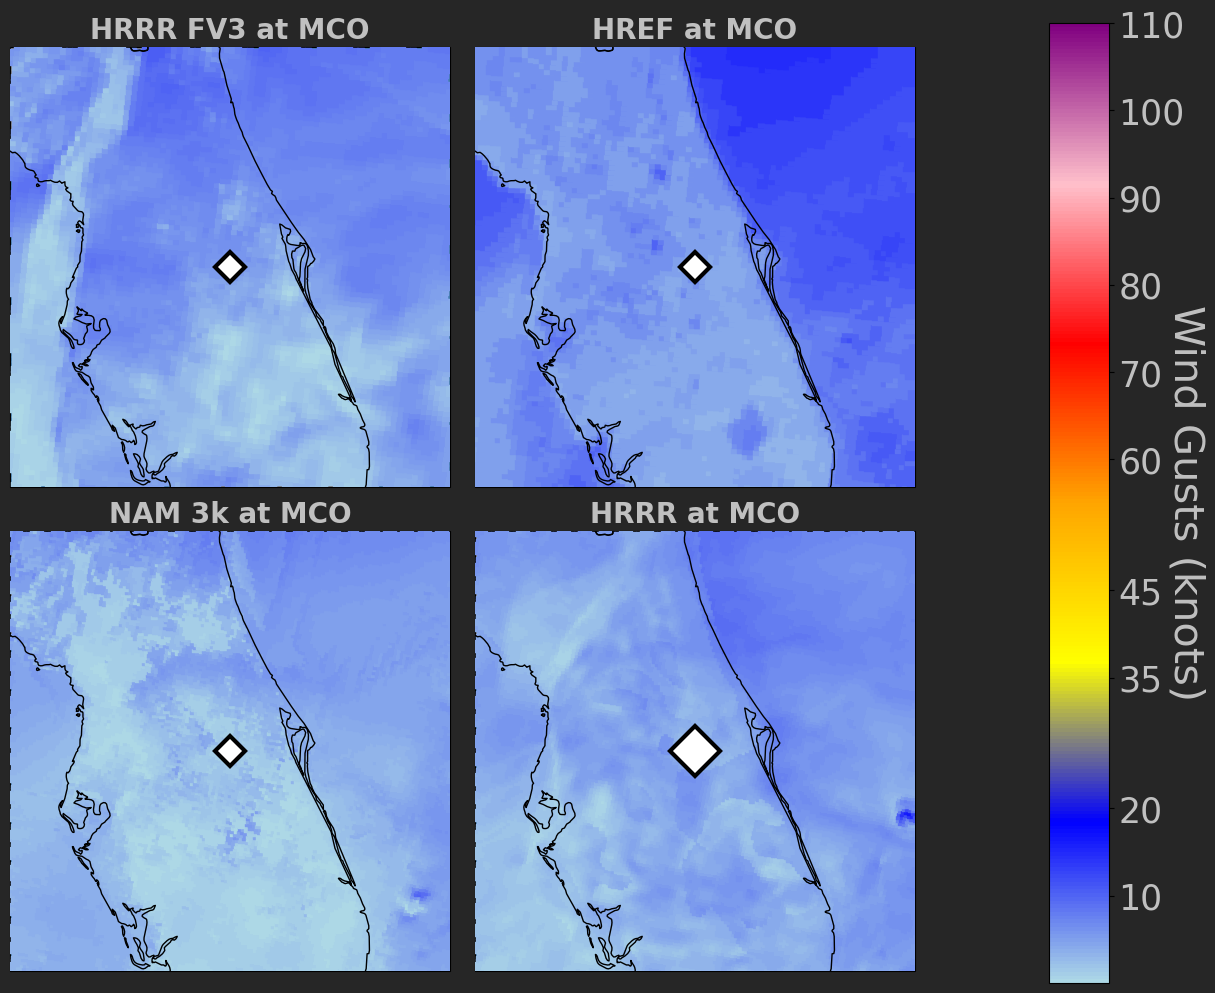 HRRR FV3 at MCO
HREF at MCO
NAM 3k at MCO
HRRR at MCO
110
100
90
80
70
60
45
35
20
10
Wind Gusts (knots)